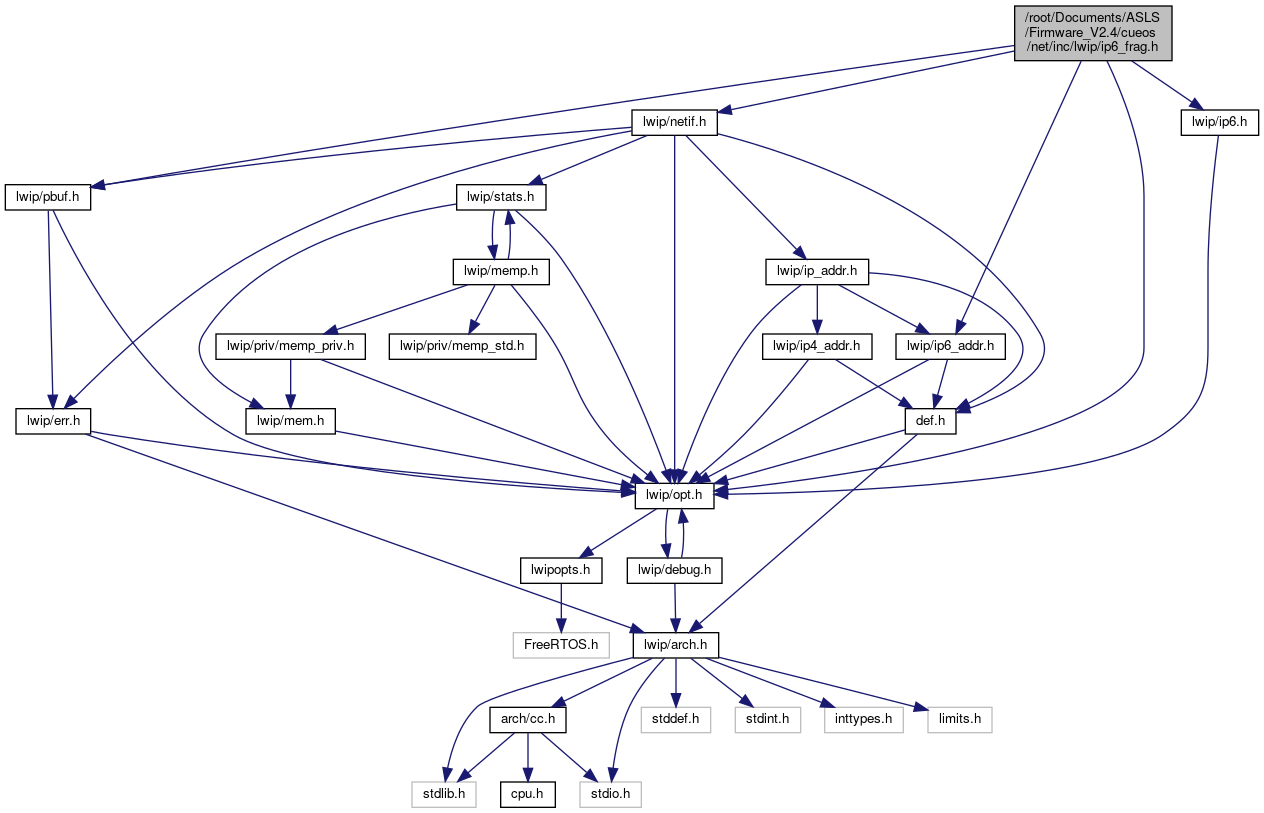 /root/Documents/ASLS
/Firmware_V2.4/cueos
/net/inc/lwip/ip6_frag.h
lwip/netif.h
lwip/ip6.h
lwip/pbuf.h
lwip/stats.h
lwip/memp.h
lwip/ip_addr.h
lwip/priv/memp_priv.h
lwip/priv/memp_std.h
lwip/ip4_addr.h
lwip/ip6_addr.h
lwip/err.h
lwip/mem.h
def.h
lwip/opt.h
lwipopts.h
lwip/debug.h
FreeRTOS.h
lwip/arch.h
arch/cc.h
stddef.h
stdint.h
inttypes.h
limits.h
stdlib.h
cpu.h
stdio.h